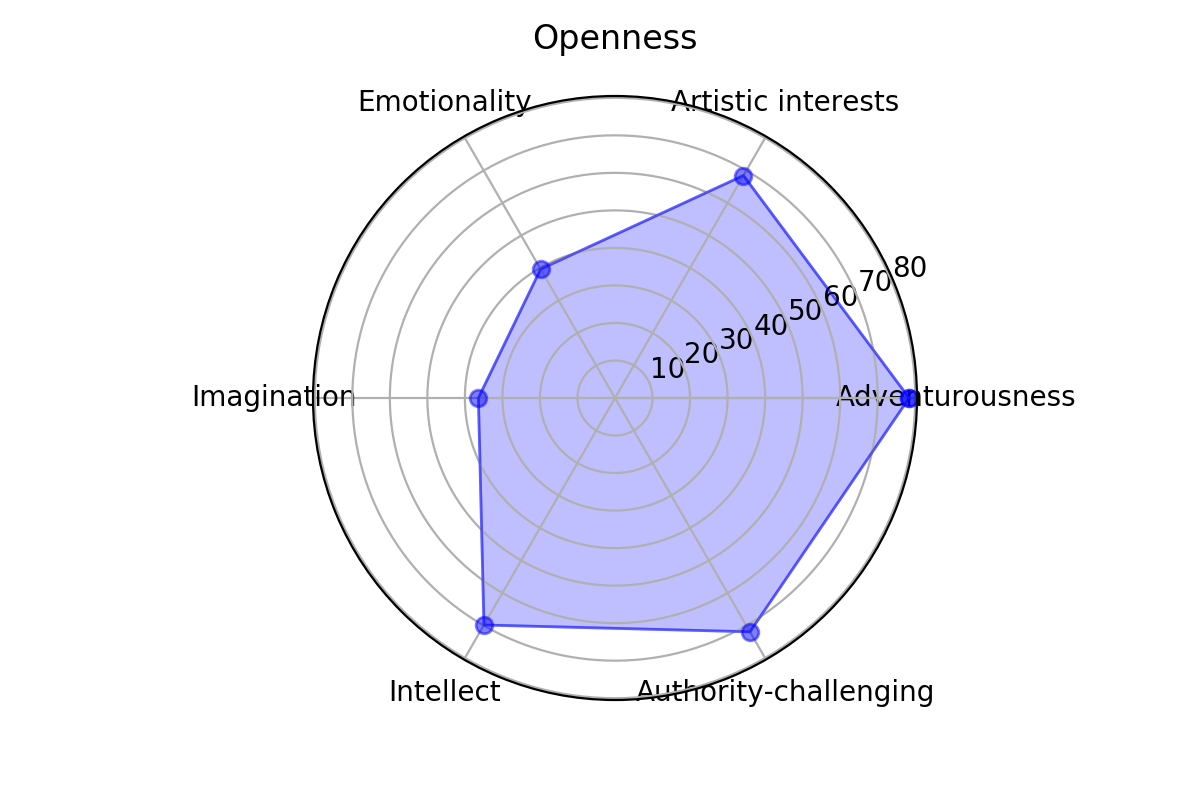 Openness
Emotionality
Artistic interests
80
70
60
50
40
30
20
10
Imagination
Adventurousness
Intellect
Authority-challenging